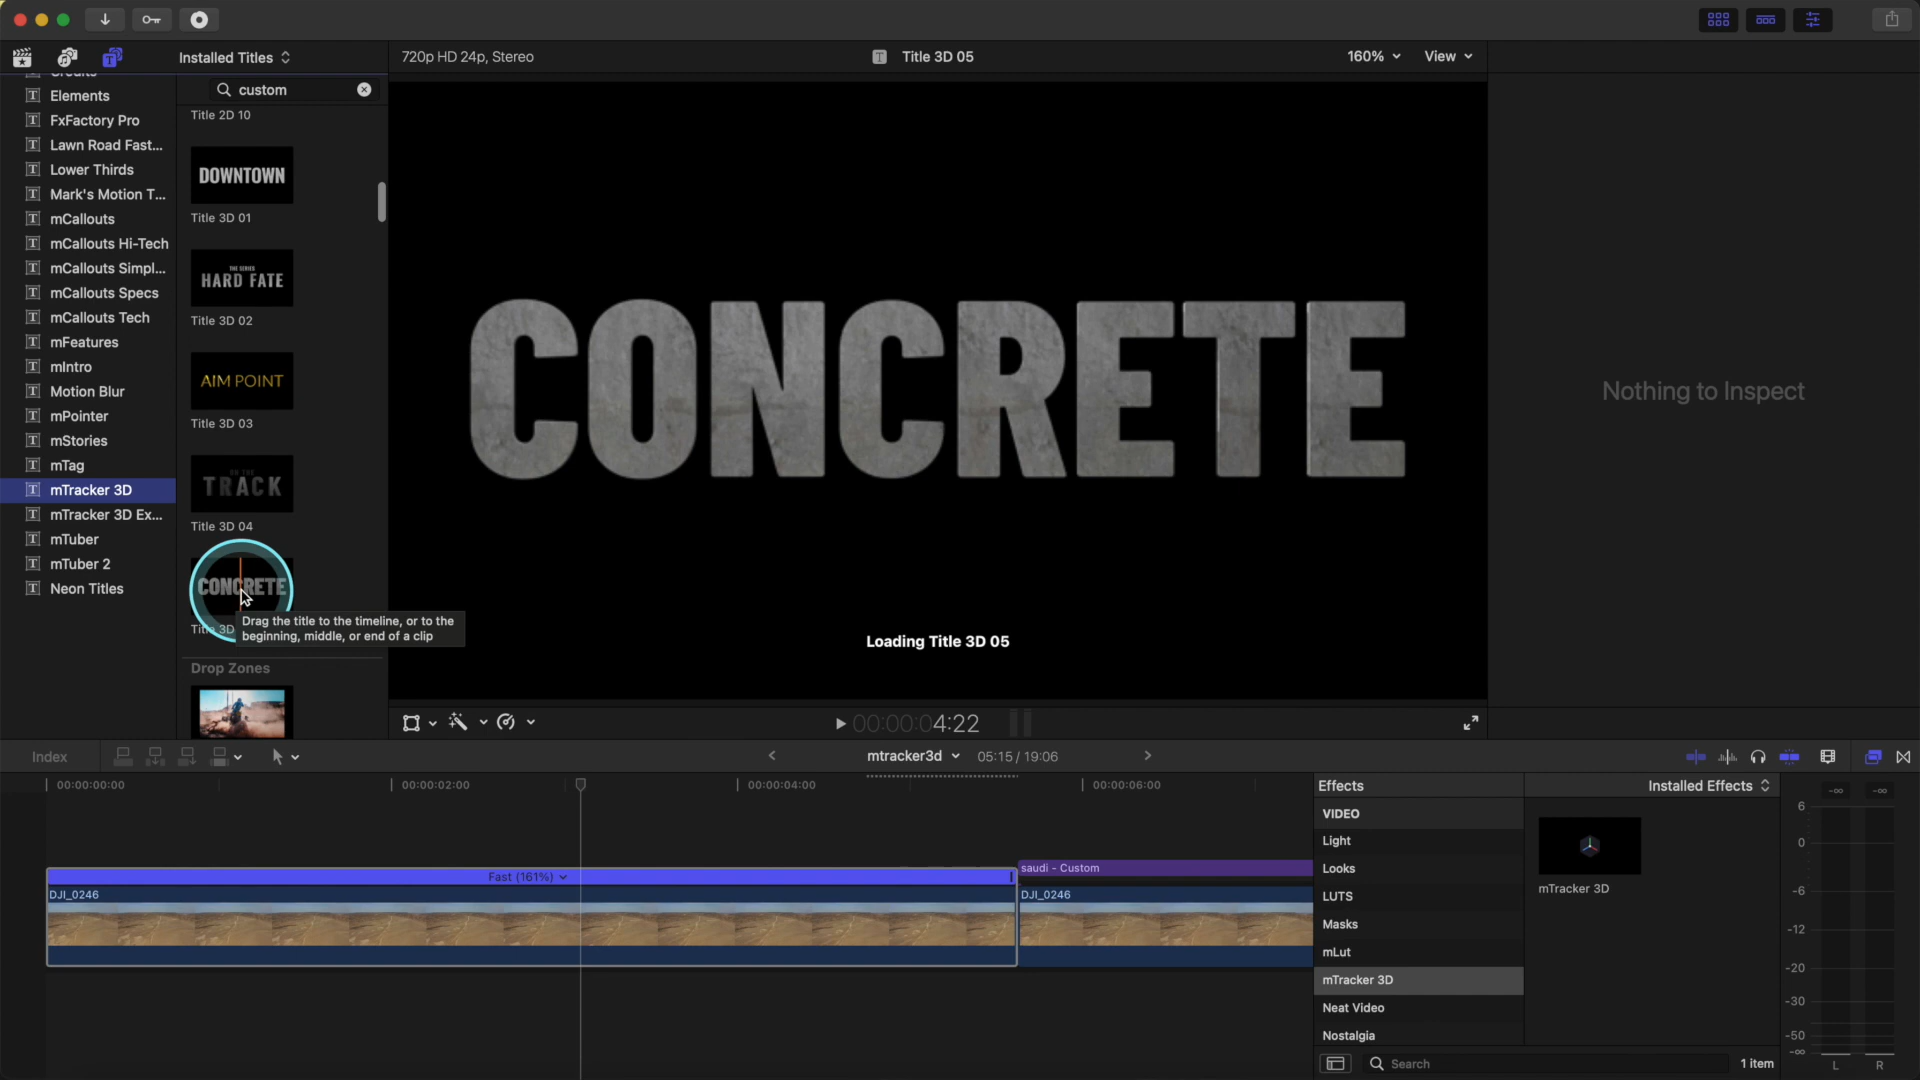 Installed Titles
720p HD 24p, Stereo
Title 3D 05
160%
View
custom
Credits
Elements
FxFactory Pro
Lawn Road Fast...
Lower Thirds
Mark's Motion T...
mCallouts
mCallouts Hi-Tech
mCallouts Simpl...
mCallouts Specs
mCallouts Tech
mFeatures
mIntro
Motion Blur
mPointer
mStories
mTag
mTracker 3D
mTracker 3D Ex...
mTuber
mTuber 2
Neon Titles
Title 2D 10
DOWNTOWN
Title 3D 01
THE SERIES
HARD FATE
Title 3D 02
AIM POINT
Title 3D 03
ON THE
TRACK
Title 3D 04
CONCRETE
Title 3D
Drag the title to the timeline, or to the
beginning, middle, or end of a clip
Drop Zones
CONCRETE
Loading Title 3D 05
Nothing to Inspect
00:00:04:22
Index
mtracker3d
05:15 / 19:06
00:00:00:00
00:00:02:00
00:00:04:00
00:00:06:00
Fast (161%)
DJI_0246
saudi - Custom
DJI_0246
Effects
Installed Effects
VIDEO
Light
Looks
LUTS
Masks
mLut
mTracker 3D
Neat Video
Nostalgia
mTracker 3D
Search
1 item
-∞ -∞
6
0
-6
-12
-20
-30
-50
-∞
L R